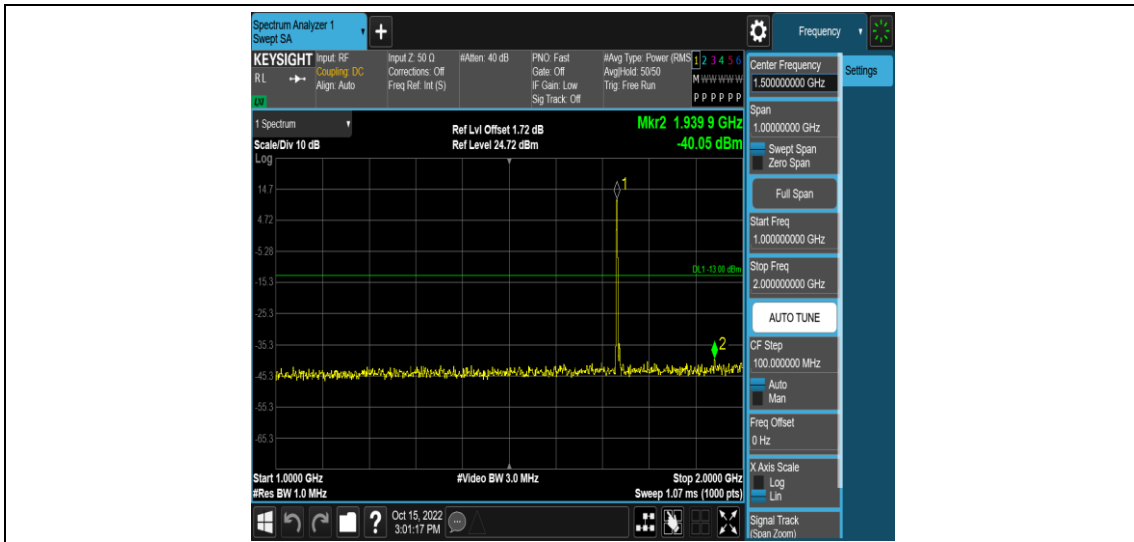 Spectrum Analyzer 1
Swept SA
+
Frequency
KEYSIGHT
RL
LXI
Input: RF
Coupling: DC
Align: Auto
Input Z: 50 Ω
Corrections: Off
Freq Ref: Int (S)
#Atten: 40 dB
PNO: Fast
Gate: Off
IF Gain: Low
Sig Track: Off
#Avg Type: Power (RMS
Avg|Hold: 50/50
Trig: Free Run
1 2 3 4 5 6
M W W W W W
P P P P P P
1 Spectrum
Scale/Div 10 dB
Log
Ref Lvl Offset 1.72 dB
Ref Level 24.72 dBm
Mkr2 1.939 9 GHz
-40.05 dBm
1
14.7
4.72
-5.28
DL1 -13.00 dBm
-15.3
-25.3
-35.3
2
-45.3
-55.3
-65.3
Start 1.0000 GHz
#Res BW 1.0 MHz
#Video BW 3.0 MHz
Stop 2.0000 GHz
Sweep 1.07 ms (1000 pts)
Center Frequency
1.500000000 GHz
Settings
Span
1.00000000 GHz
Swept Span
Zero Span
Full Span
Start Freq
1.000000000 GHz
Stop Freq
2.000000000 GHz
AUTO TUNE
CF Step
100.000000 MHz
Auto
Man
Freq Offset
0 Hz
X Axis Scale
Log
Lin
Signal Track
(Span Zoom)
?
Oct 15, 2022
3:01:17 PM